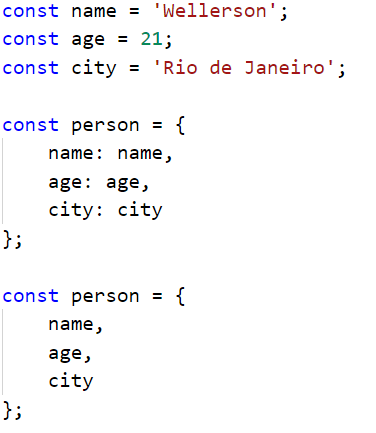 const name = 'Wellerson';
const age = 21;
const city = 'Rio de Janeiro';

const person = {
    name: name,
    age: age,
    city: city
};

const person = {
    name,
    age,
    city
};